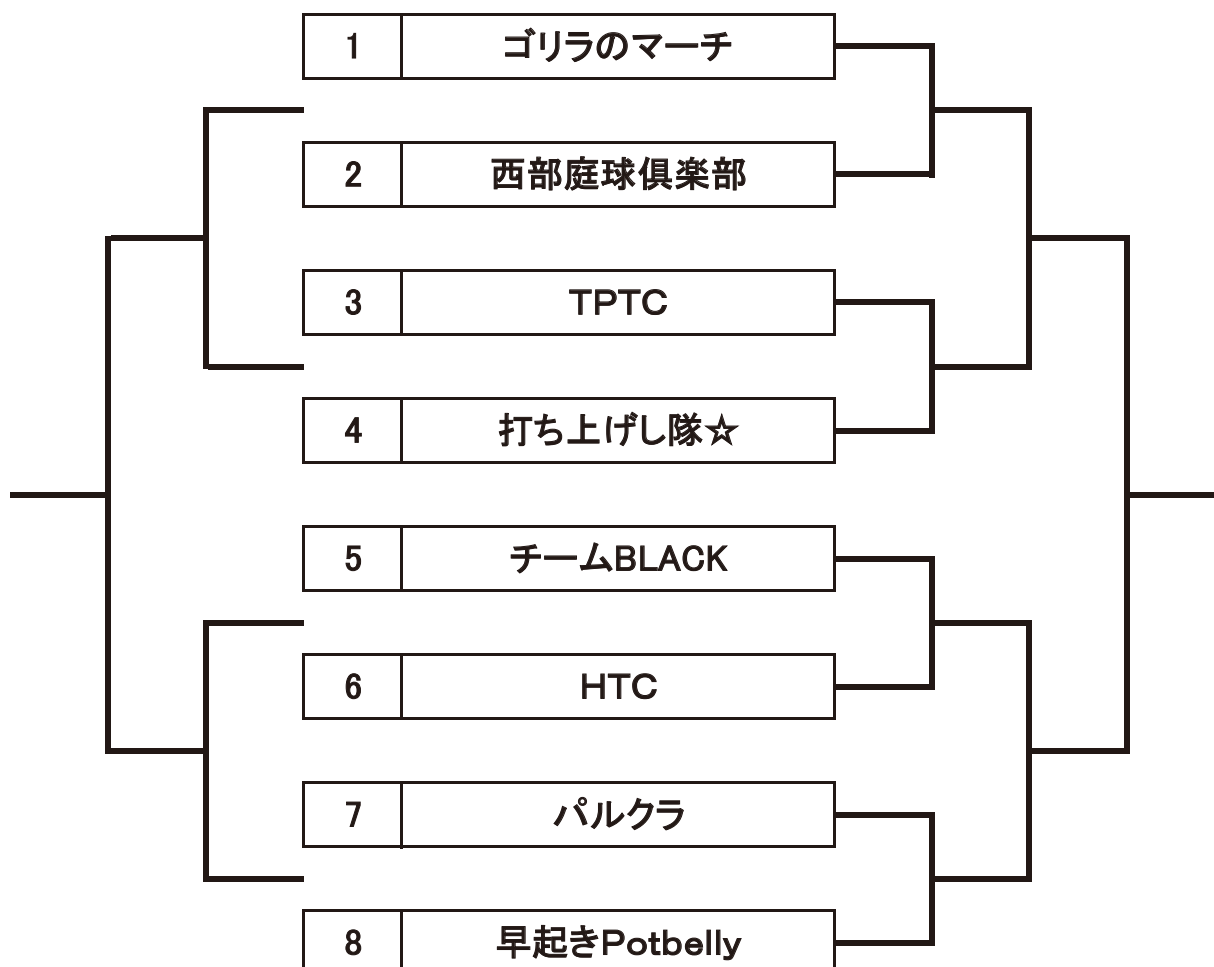 1 ゴリラのマーチ
2 西部庭球倶楽部
3 TPTC
4 打ち上げし隊☆
5 チームBLACK
6 HTC
7 パルクラ
8 早起きPotbelly